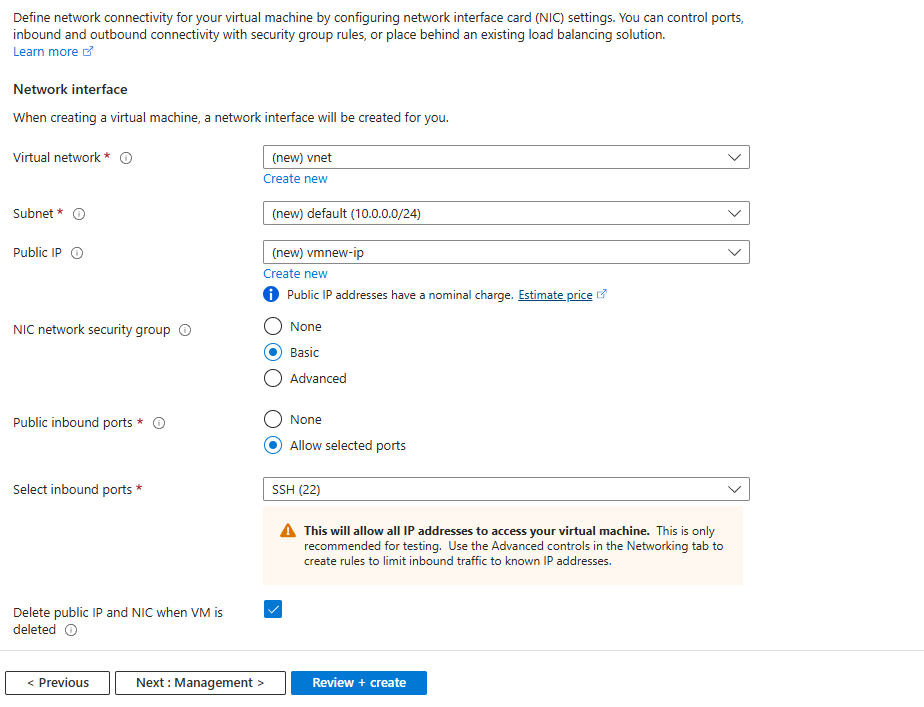 Define network connectivity for your virtual machine by configuring network interface card (NIC) settings. You can control ports,
inbound and outbound connectivity with security group rules, or place behind an existing load balancing solution.
Learn more
Network interface
When creating a virtual machine, a network interface will be created for you.
Virtual network *
(new) vnet
Create new
Subnet *
(new) default (10.0.0.0/24)
Public IP
(new) vmnew-ip
Create new
Public IP addresses have a nominal charge. Estimate price
NIC network security group
None
Basic
Advanced
Public inbound ports *
None
Allow selected ports
Select inbound ports *
SSH (22)
This will allow all IP addresses to access your virtual machine. This is only
recommended for testing. Use the Advanced controls in the Networking tab to
create rules to limit inbound traffic to known IP addresses.
Delete public IP and NIC when VM is
deleted
< Previous
Next : Management >
Review + create